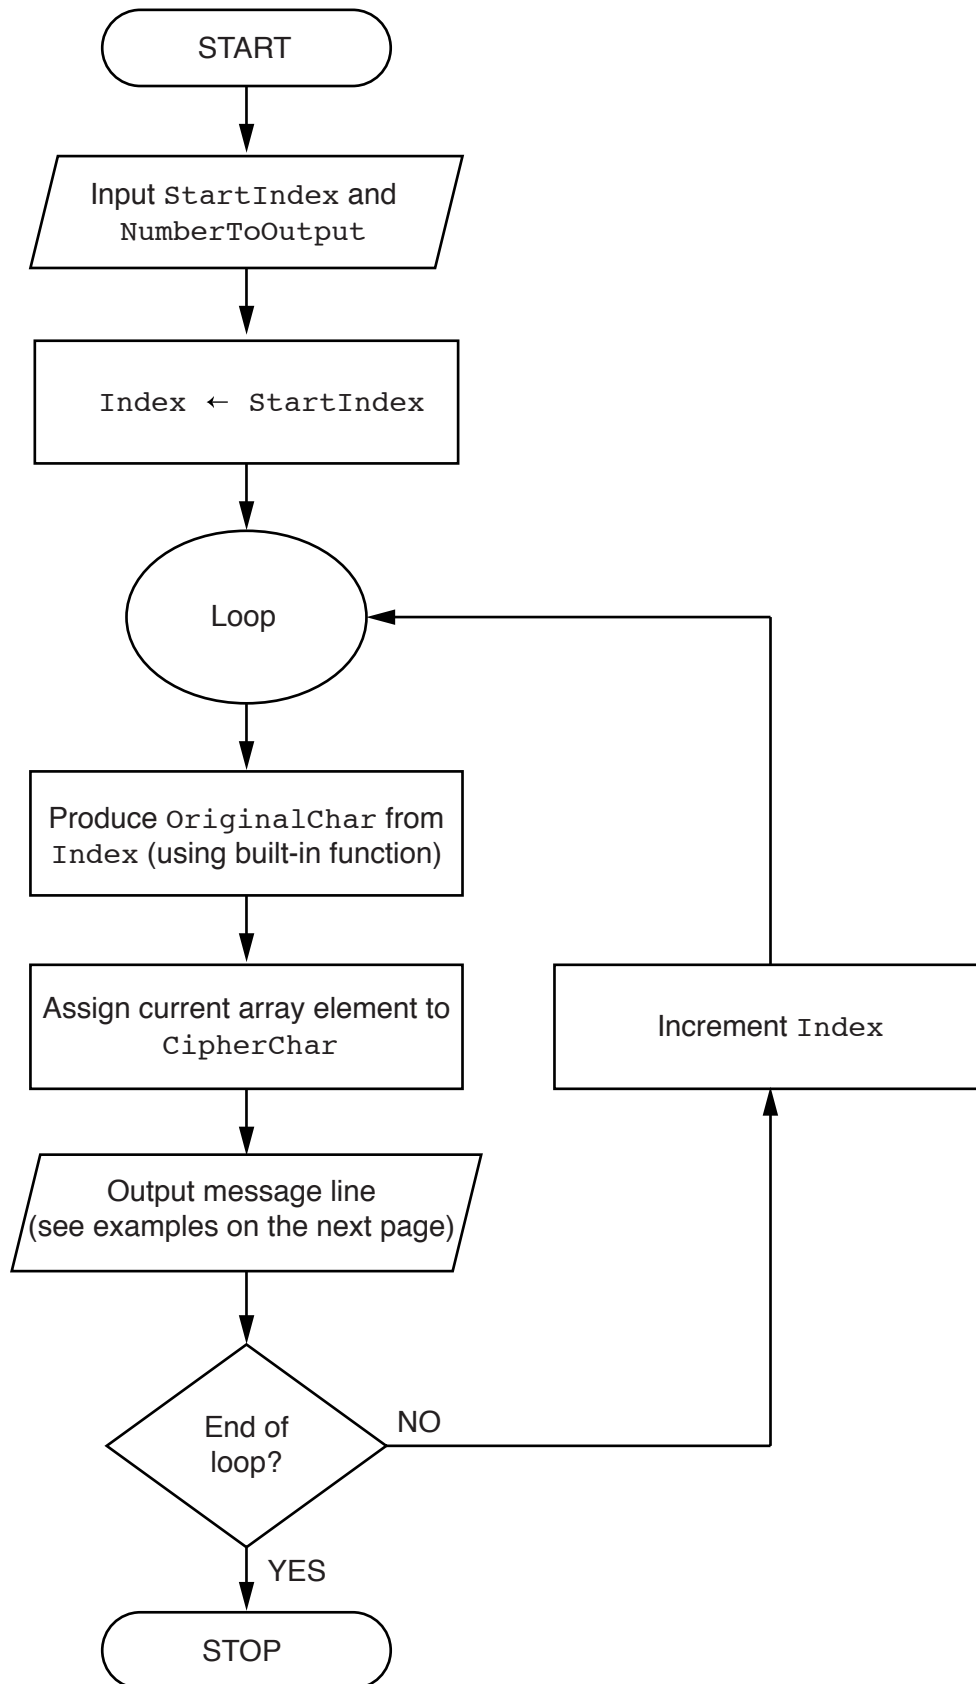 START
Input StartIndex and
NumberToOutput
Index ← StartIndex
Loop
Produce OriginalChar from
Index (using built-in function)
Assign current array element to
CipherChar
Increment Index
Output message line
(see examples on the next page)
End of
loop?
NO
YES
STOP